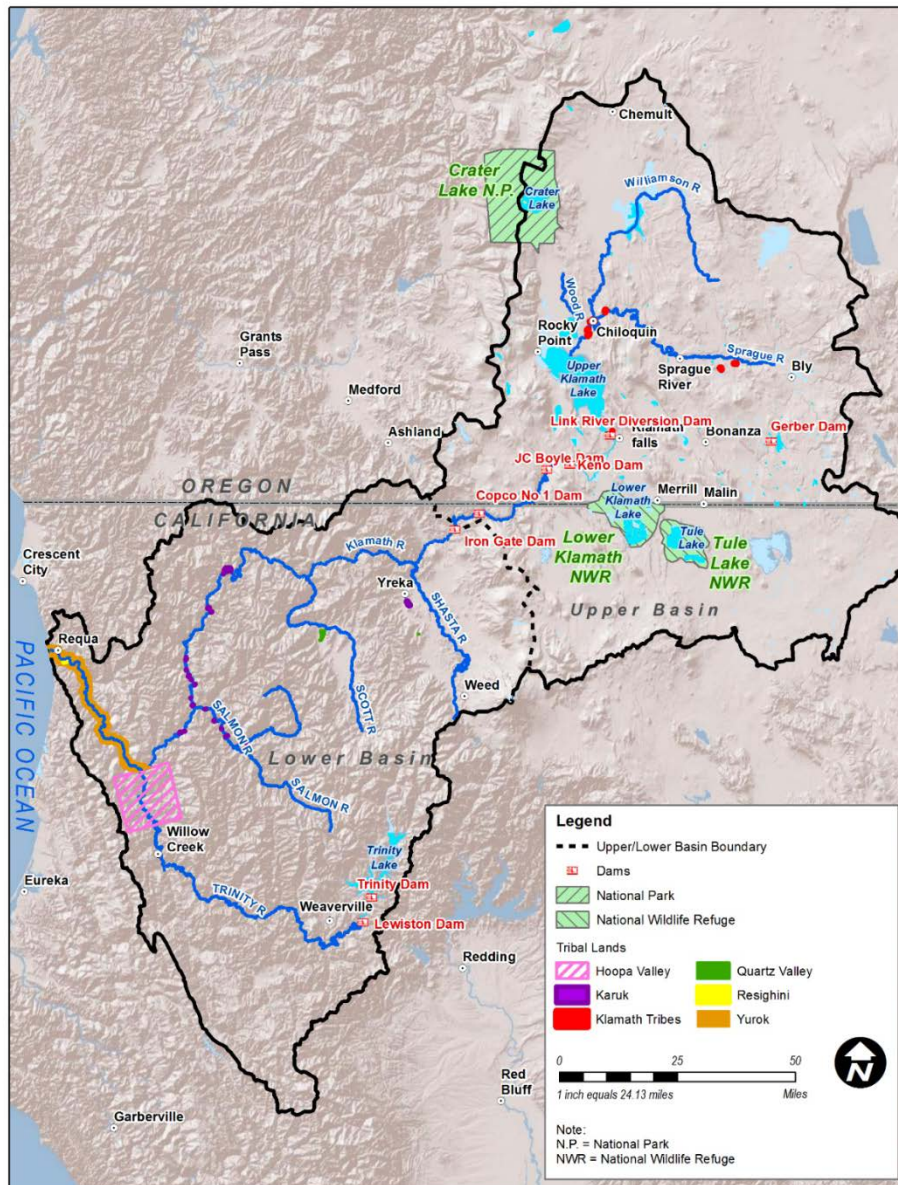 Chemult
Crater
Lake N.P.
Crater
Lake
Williamson R
Wood R
Rocky
Point
Chiloquin
Grants
Pass
Upper
Klamath
Lake
Sprague
River
Sprague R
Bly
Medford
Link River Diversion Dam
Klamath
falls
Bonanza
Gerber Dam
Ashland
JC Boyle Dam
Keno Dam
OREGON
CALIFORNIA
Copco No 1 Dam
Lower
Klamath
Lake
Merrill
Malin
Iron Gate Dam
Klamath R
Lower
Klamath
NWR
Tule
Lake
Tule
Lake
NWR
Crescent
City
Yreka
SHASTA R
Upper Basin
Requa
PACIFIC OCEAN
Weed
SCOTT R
SALMON R
Lower Basin
SALMON R
Willow
Creek
Trinity
Lake
Eureka
TRINITY R
Trinity Dam
Weaverville
Lewiston Dam
Redding
Red
Bluff
Garberville
Legend
Upper/Lower Basin Boundary
Dams
National Park
National Wildlife Refuge
Tribal Lands
Hoopa Valley
Quartz Valley
Karuk
Resighini
Klamath Tribes
Yurok
0 25 50
1 inch equals 24.13 miles Miles
N
Note:
N.P. = National Park
NWR = National Wildlife Refuge